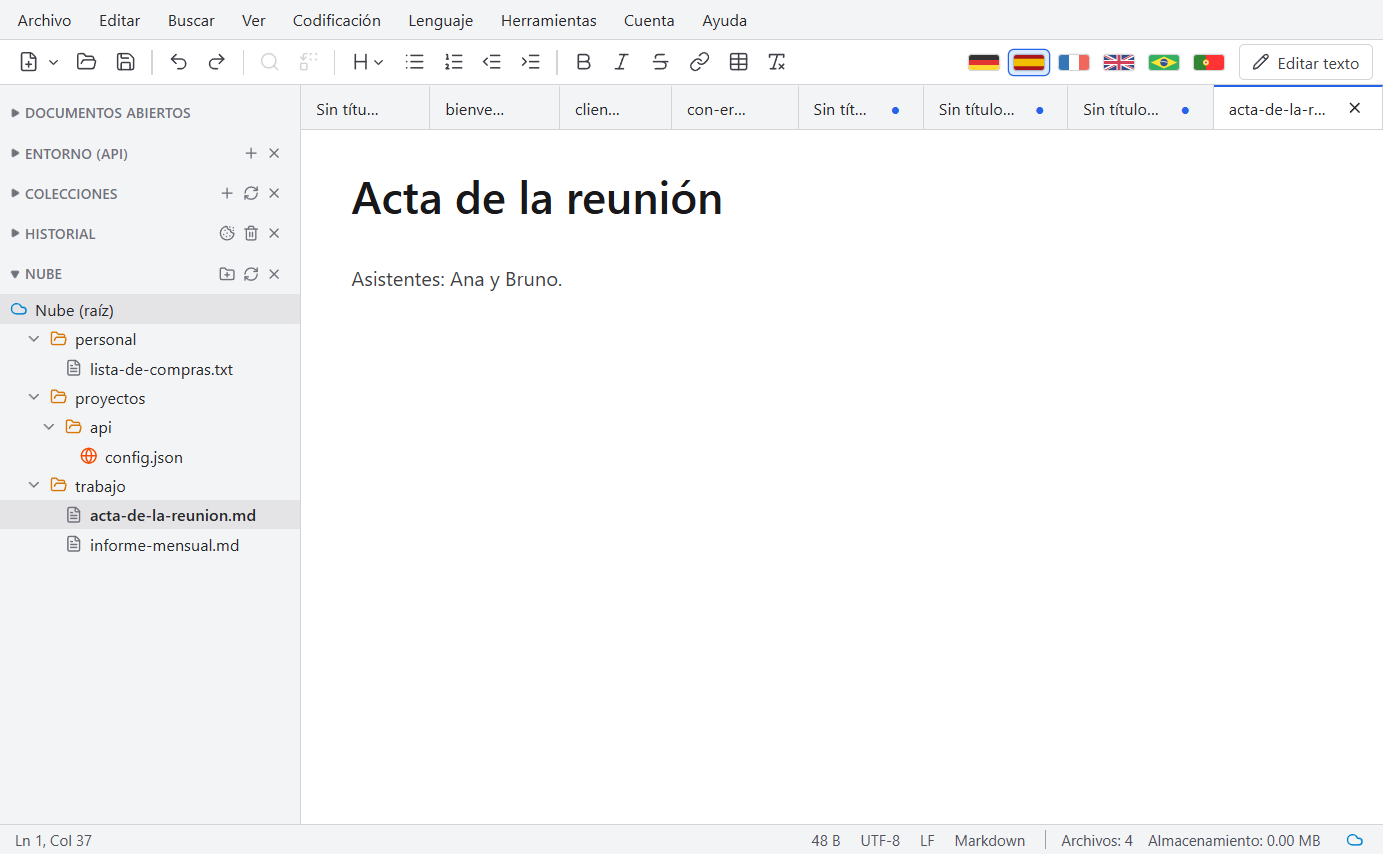 Archivo Editar Buscar Ver Codificación Lenguaje Herramientas Cuenta Ayuda
H B I S Editar texto
DOCUMENTOS ABIERTOS
ENTORNO (API)
COLECCIONES
HISTORIAL
NUBE
Nube (raíz)
personal
lista-de-compras.txt
proyectos
api
config.json
trabajo
acta-de-la-reunion.md
informe-mensual.md
Sin títu... bienve... clien... con-er... Sin tít... Sin título... Sin título... acta-de-la-r...
Acta de la reunión
Asistentes: Ana y Bruno.
Ln 1, Col 37 48 B UTF-8 LF Markdown Archivos: 4 Almacenamiento: 0.00 MB